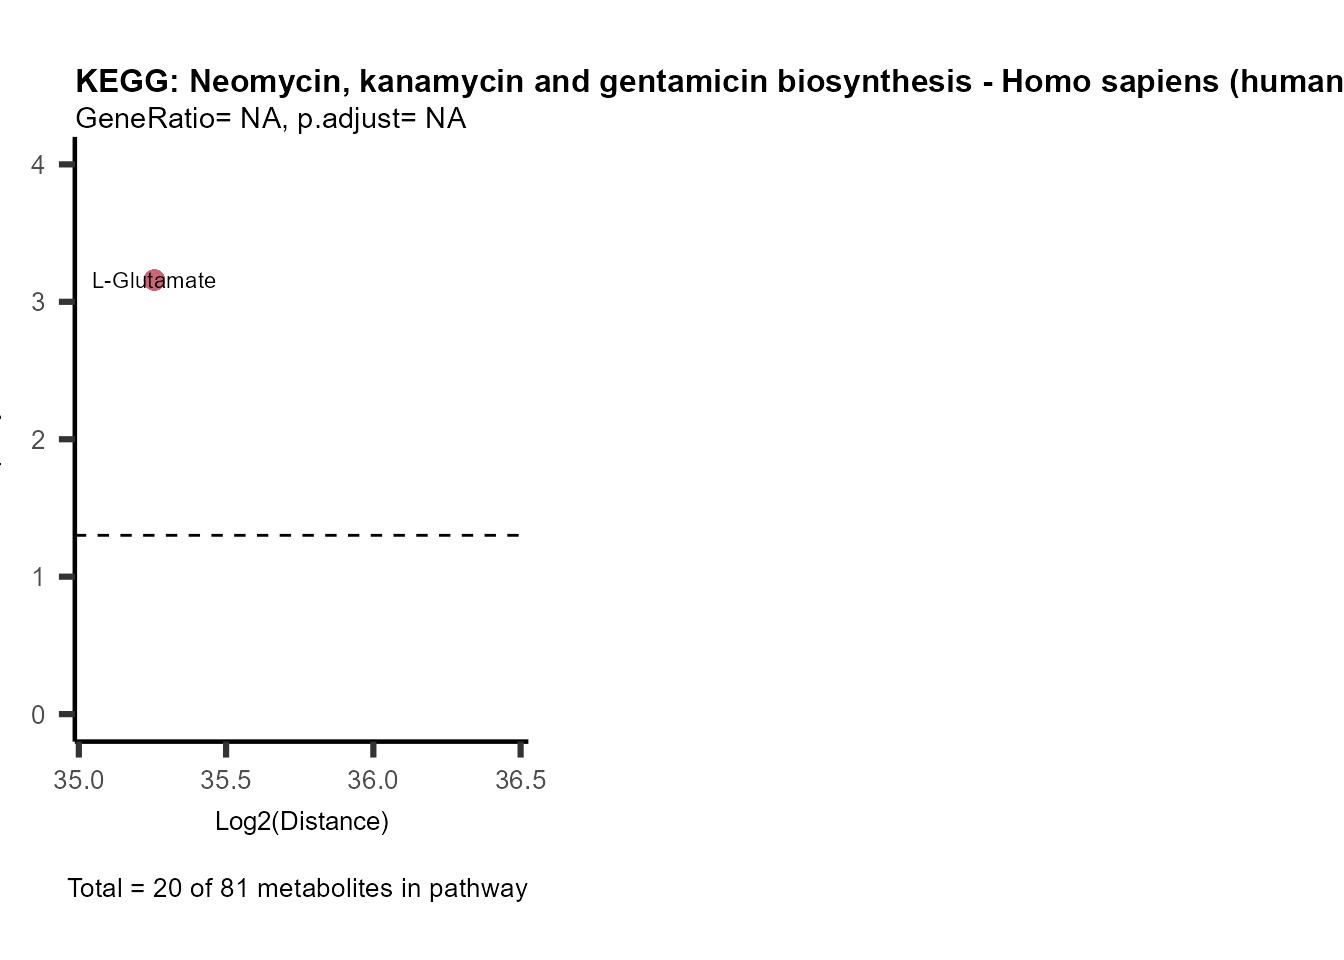 KEGG: Neomycin, kanamycin and gentamicin biosynthesis - Homo sapiens (human
GeneRatio= NA, p.adjust= NA
4
L-Glutamate
3
2
1
0
35.0 35.5 36.0 36.5
Log2(Distance)
Total = 20 of 81 metabolites in pathway